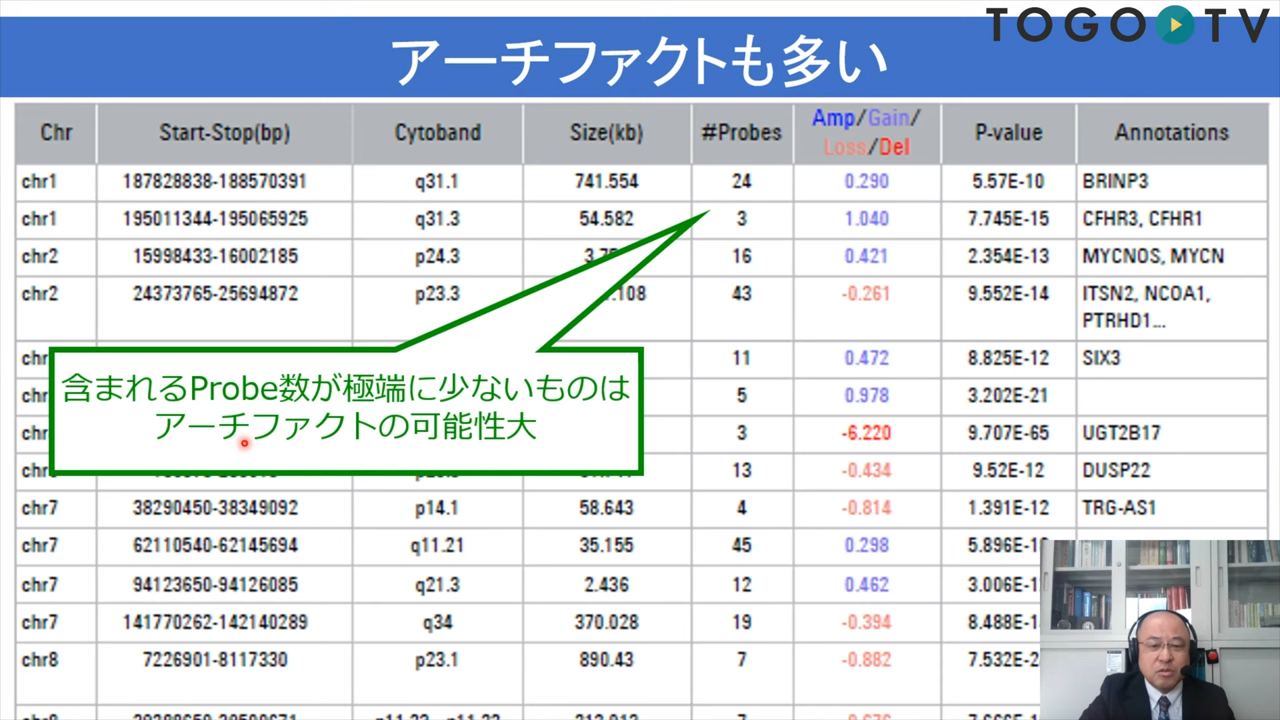 TOGO TV
アーチファクトも多い
Chr Start-Stop(bp) Cytoband Size(kb) #Probes Amp/Gain/Loss/Del P-value Annotations
chr1 187828838-188570391 q31.1 741.554 24 0.290 5.57E-10 BRINP3
chr1 195011344-195065925 q31.3 54.582 3 1.040 7.745E-15 CFHR3, CFHR1
chr2 15998433-16002185 p24.3 16 0.421 2.354E-13 MYCNOS, MYCN
chr2 24373765-25694872 p23.3 43 -0.261 9.552E-14 ITSN2, NCOA1,
PTRHD1...
11 0.472 8.825E-12 SIX3
含まれるProbe数が極端に少ないものは
5 0.978 3.202E-21
アーチファクトの可能性大
3 -6.220 9.707E-65 UGT2B17
13 -0.434 9.52E-12 DUSP22
chr7 38290450-38349092 p14.1 58.643 4 -0.814 1.391E-12 TRG-AS1
chr7 62110540-62145694 q11.21 35.155 45 0.298
chr7 94123650-94126085 q21.3 2.436 12 0.462
chr7 141770262-142140289 q34 370.028 19 -0.394
chr8 7226901-8117330 p23.1 890.43 7 -0.882